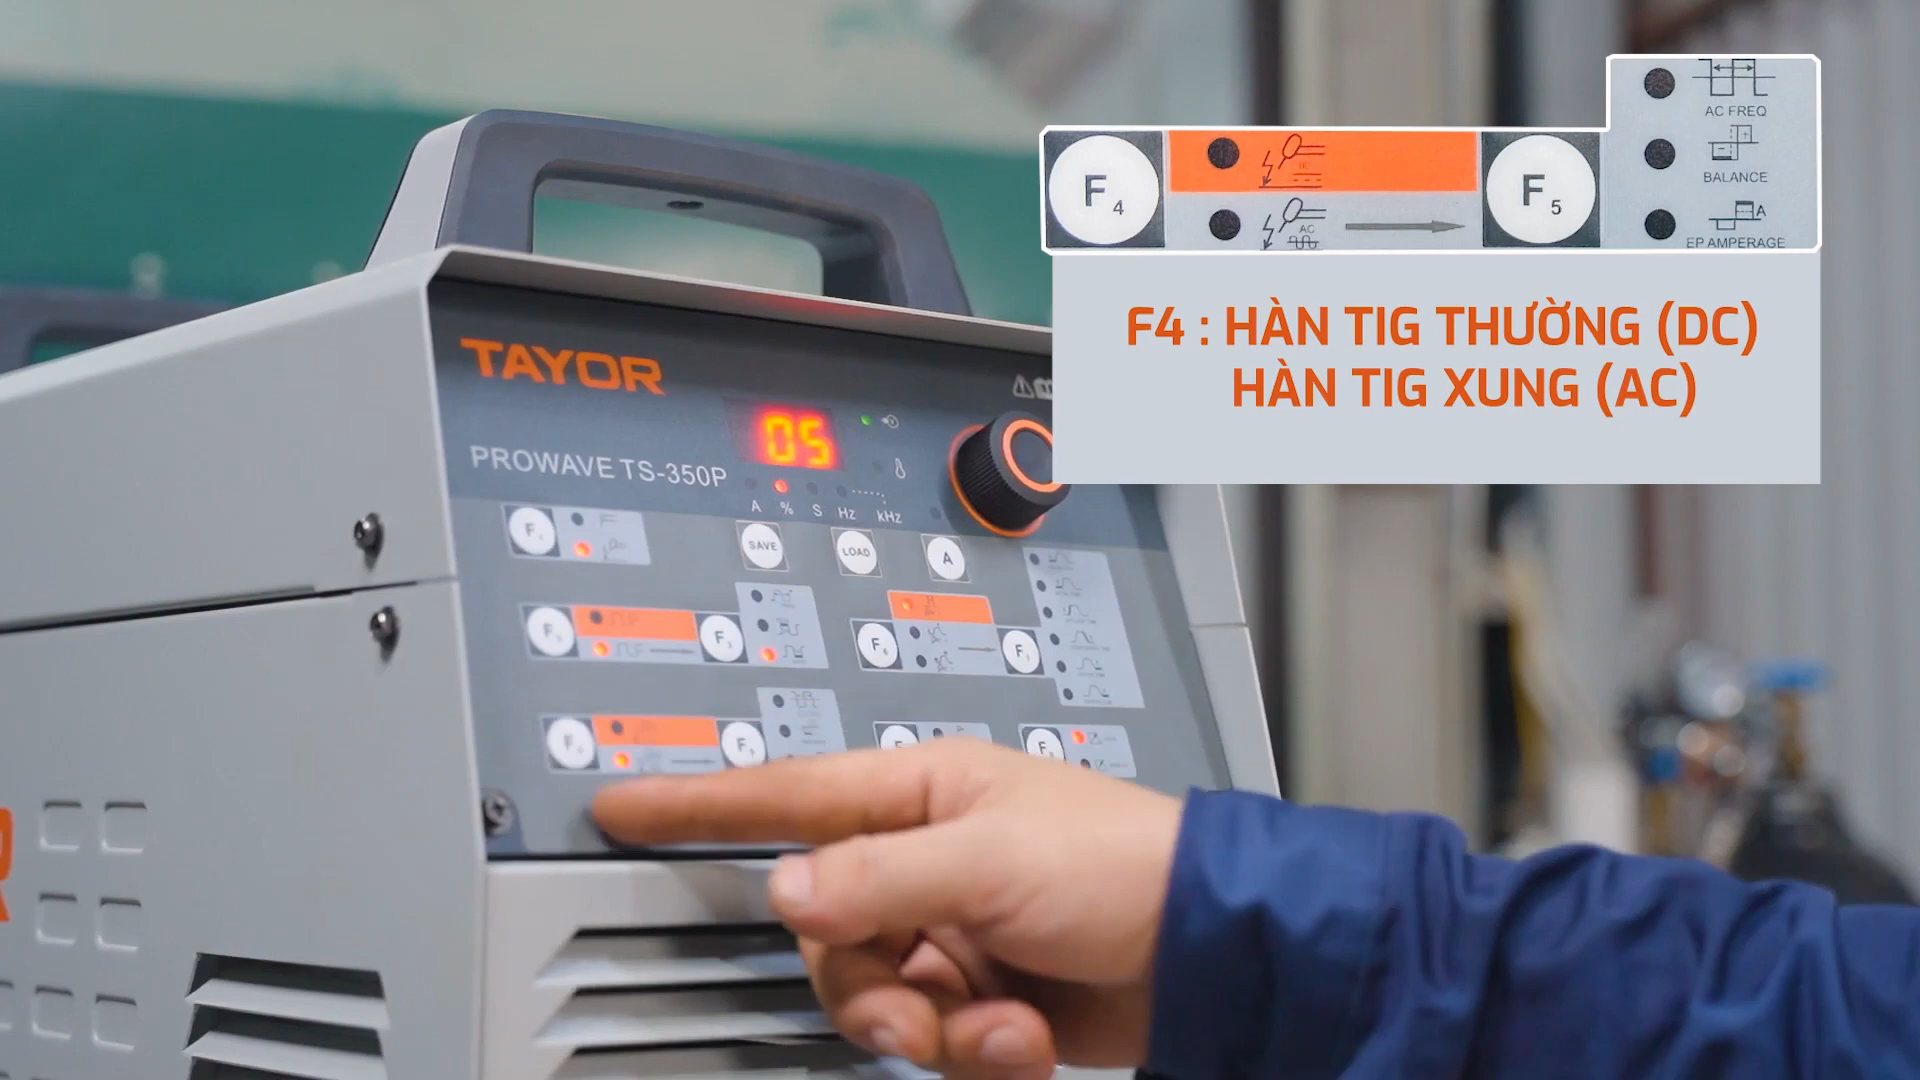 AC FREQ
BALANCE
A
EP AMPERAGE
F4
DC
AC
F5
F4 : HÀN TIG THƯỜNG (DC)
HÀN TIG XUNG (AC)
TAYOR
05
PROWAVE TS-350P
A % S Hz kHz
SAVE
LOAD
A
F
F
F
F
F
F
F
F
F
R